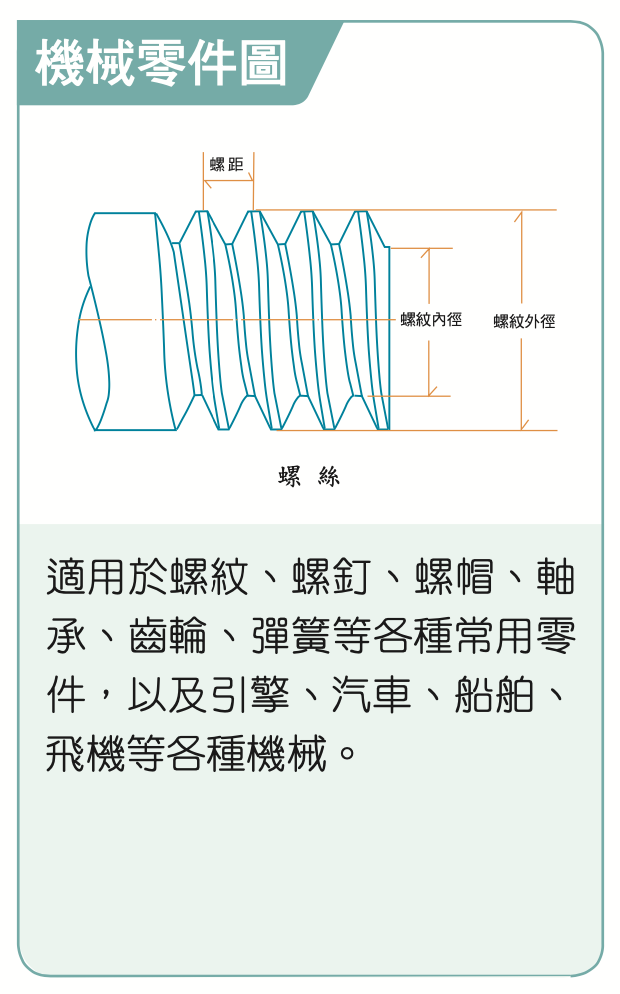 機械零件圖
螺距
螺紋內徑
螺紋外徑
螺 絲
適用於螺紋、螺釘、螺帽、軸
承、齒輪、彈簧等各種常用零
件，以及引擎、汽車、船舶、
飛機等各種機械。